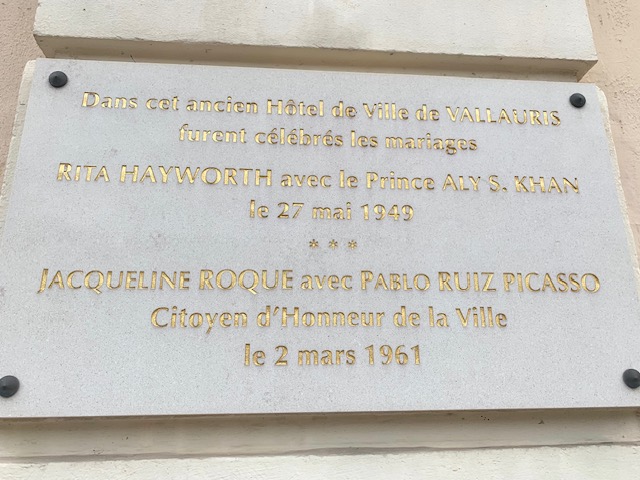 Dans cet ancien Hôtel de Ville de VALLAURIS
furent célébrés les mariages
RITA HAYWORTH avec le Prince ALY S. KHAN
le 27 mai 1949
* * *
JACQUELINE ROQUE avec PABLO RUIZ PICASSO
Citoyen d'Honneur de la Ville
le 2 mars 1961